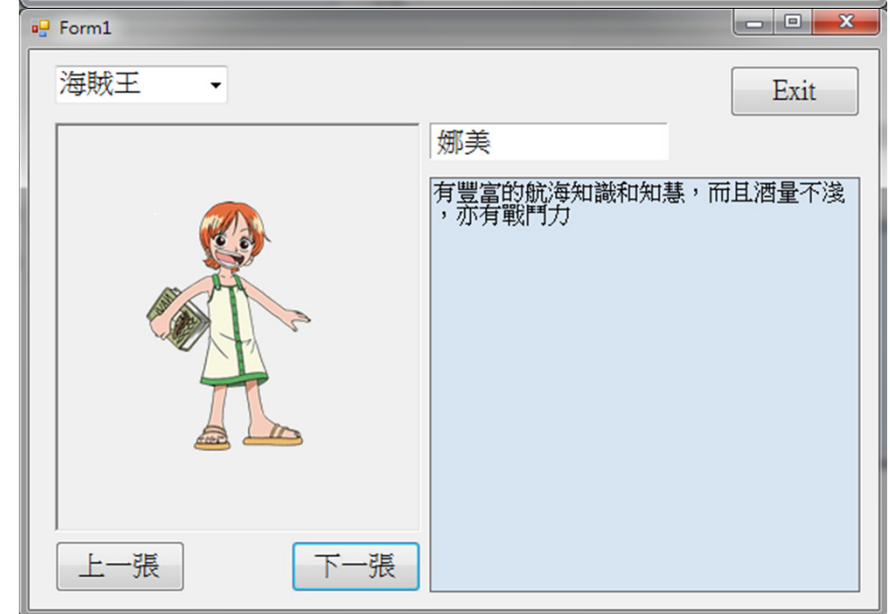 Form1
海賊王
Exit
娜美
有豐富的航海知識和知慧，而且酒量不淺
，亦有戰鬥力
上一張
下一張